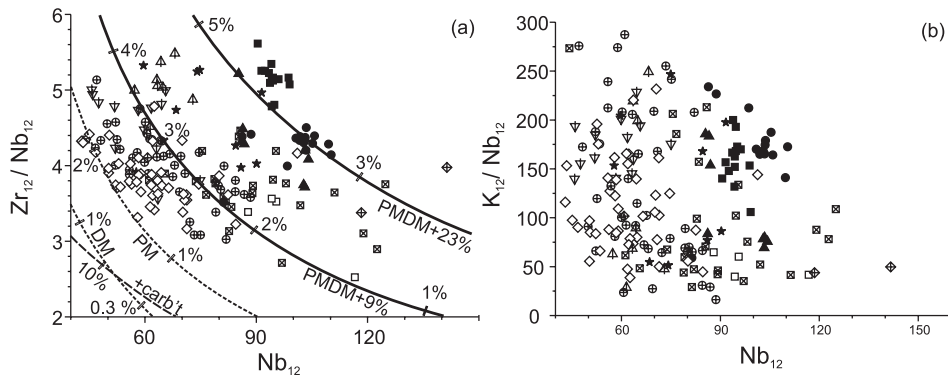 (a)
6
5
4
3
2
60
90
120
Zr12 / Nb12
Nb12
5%
4%
3%
3%
2%
2%
1%
1%
1%
10%
0.3 %
DM
PM
+carb't
PMDM+23%
PMDM+9%
(b)
300
250
200
150
100
50
0
60
90
120
150
K12/ Nb12
Nb12